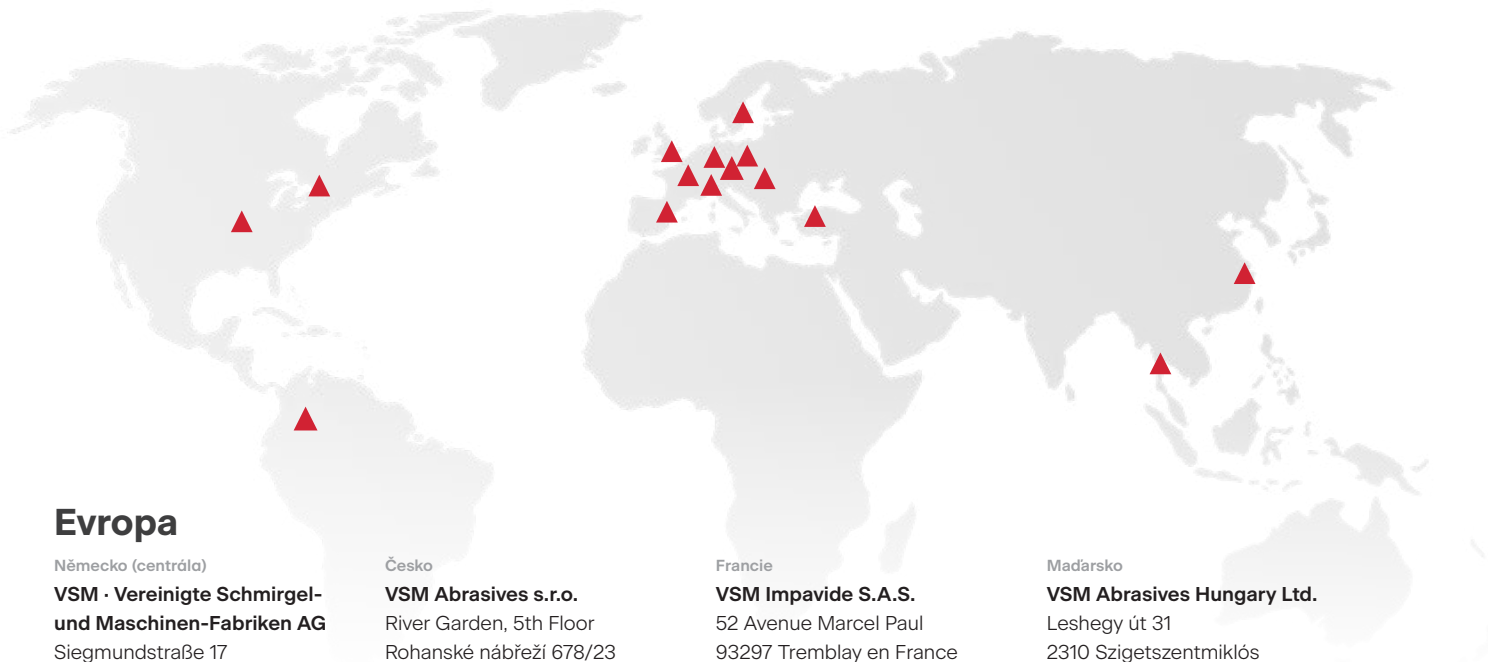 Evropa
Německo (centrála)
VSM · Vereinigte Schmirgel-
und Maschinen-Fabriken AG
Siegmundstraße 17
Česko
VSM Abrasives s.r.o.
River Garden, 5th Floor
Rohanské nábřeží 678/23
Francie
VSM Impavide S.A.S.
52 Avenue Marcel Paul
93297 Tremblay en France
Maďarsko
VSM Abrasives Hungary Ltd.
Leshegy út 31
2310 Szigetszentmiklós